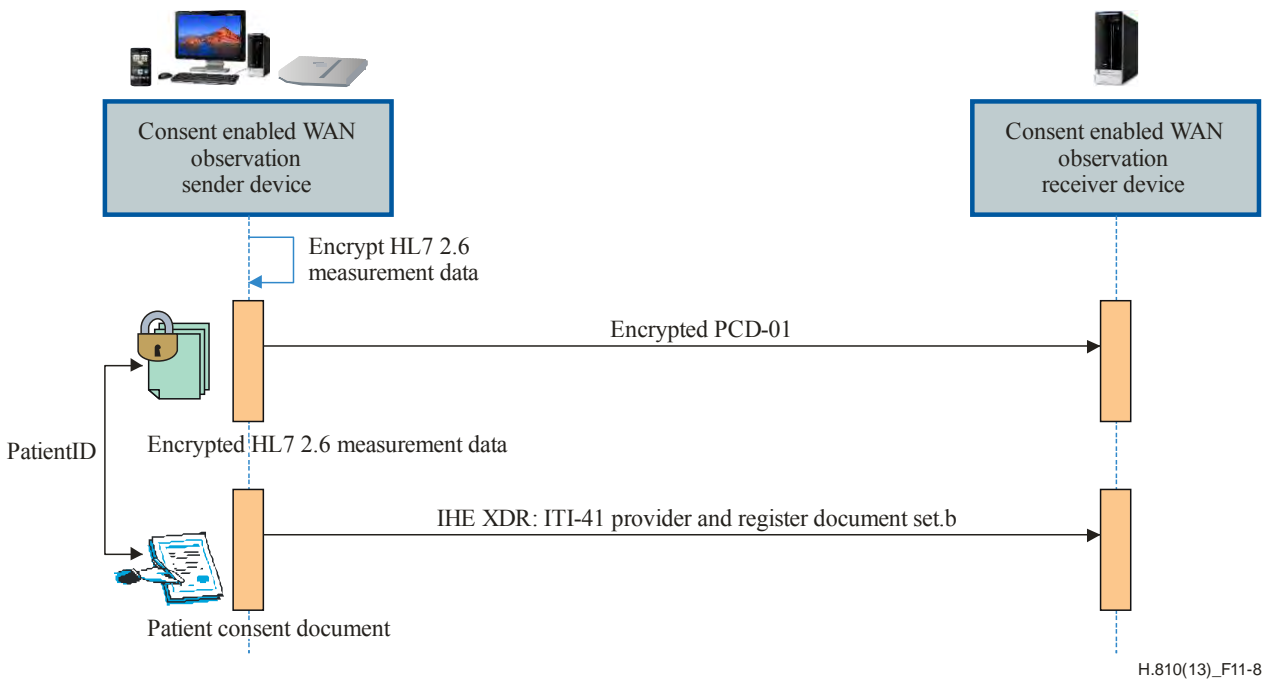 Consent enabled WAN
observation
sender device
Consent enabled WAN
observation
receiver device
Encrypt HL7 2.6
measurement data
Encrypted PCD-01
PatientID
Encrypted HL7 2.6 measurement data
IHE XDR: ITI-41 provider and register document set.b
Patient consent document
H.810(13)_F11-8